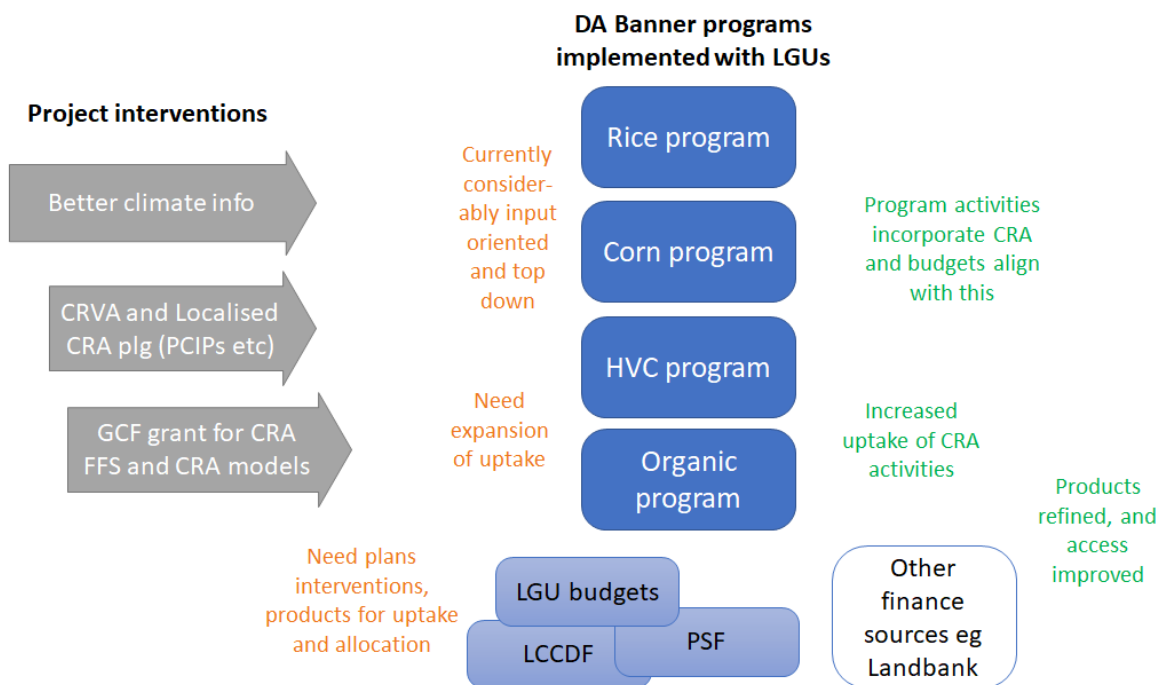 DA Banner programs
implemented with LGUs
Project interventions
Better climate info
CRVA and Localised
CRA plg (PCIPs etc)
GCF grant for CRA
FFS and CRA models
Currently
consider-
ably input
oriented
and top
down
Need
expansion
of uptake
Need plans
interventions,
products for uptake
and allocation
Rice program
Corn program
HVC program
Organic
program
LGU budgets
LCCDF
PSF
Program activities
incorporate CRA
and budgets align
with this
Increased
uptake of CRA
activities
Products
refined, and
access
improved
Other
finance
sources eg
Landbank